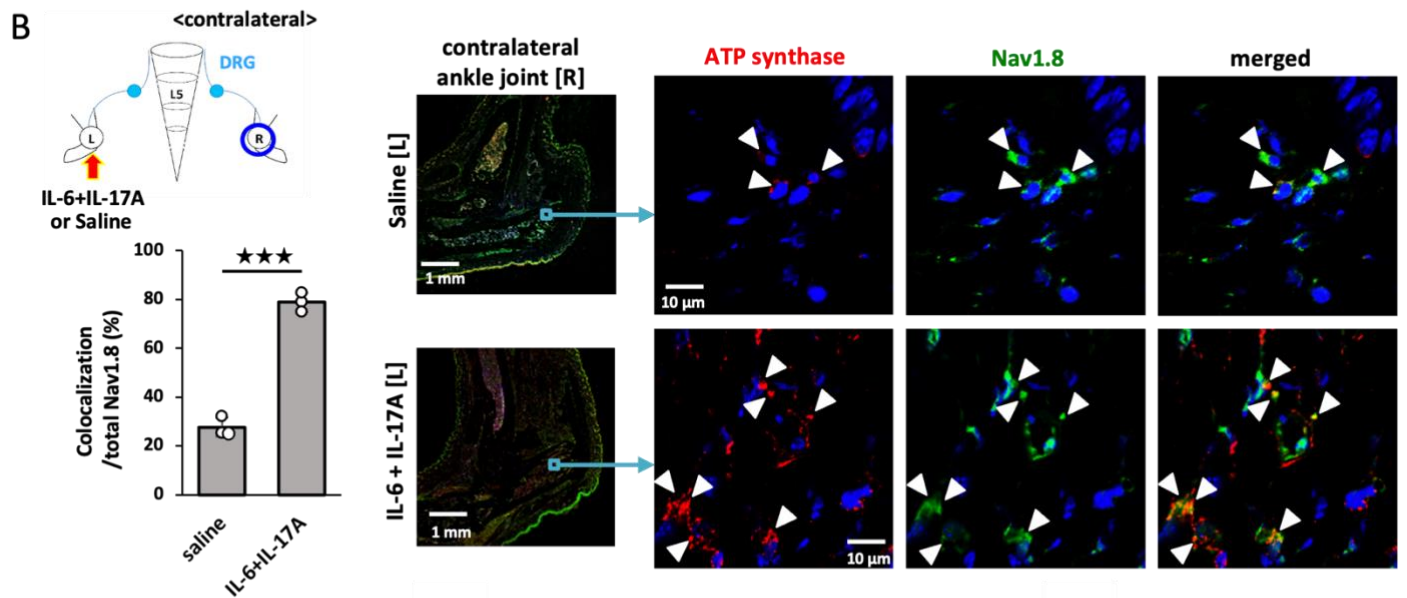 B
<contralateral>
DRG
L5
L
R
IL-6+IL-17A
or Saline
100
80
60
40
20
0
Colocalization
/total Nav1.8 (%)
★★★
saline
IL-6+IL-17A
contralateral
ankle joint [R]
ATP synthase
Nav1.8
merged
Saline [L]
1 mm
10 µm
IL-6 + IL-17A [L]
1 mm
10 µm